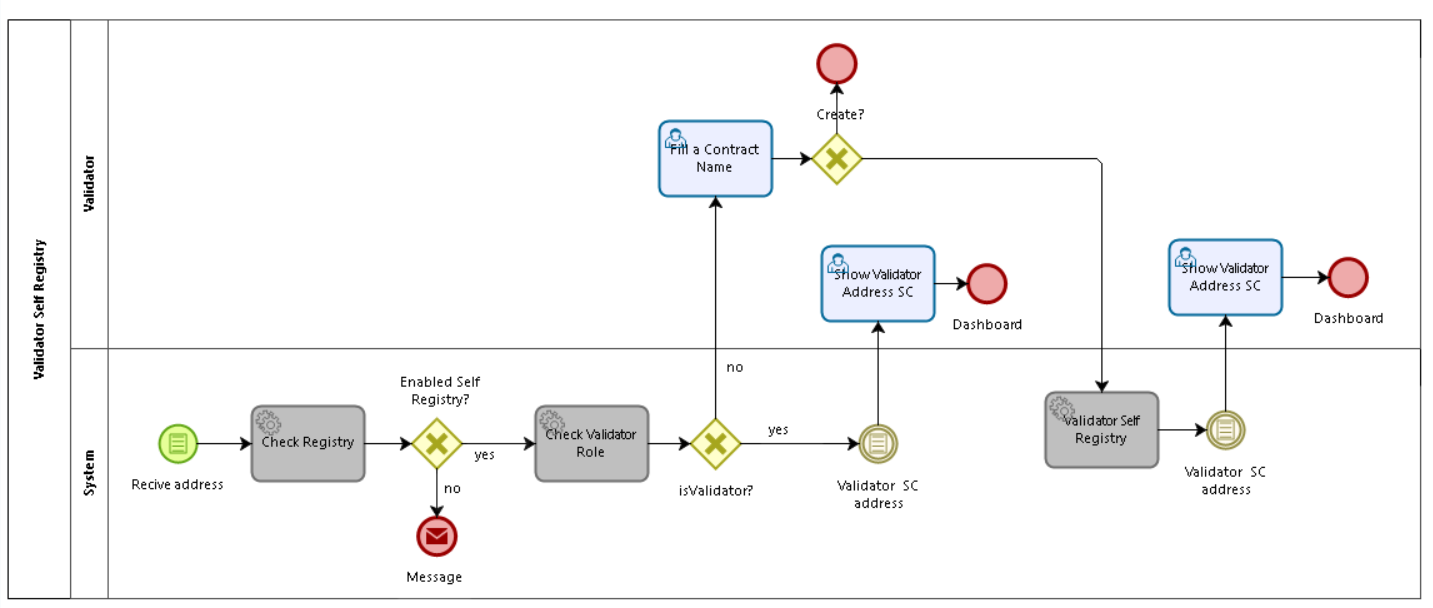 Validator Self Registry
Validator
Create?
Fill a Contract
Name
Show Validator
Address SC
Dashboard
Show Validator
Address SC
Dashboard
System
no
Enabled Self
Registry?
Recive address
Check Registry
yes
no
Message
Check Validator
Role
isValidator?
yes
Validator SC
address
Validator Self
Registry
Validator SC
address